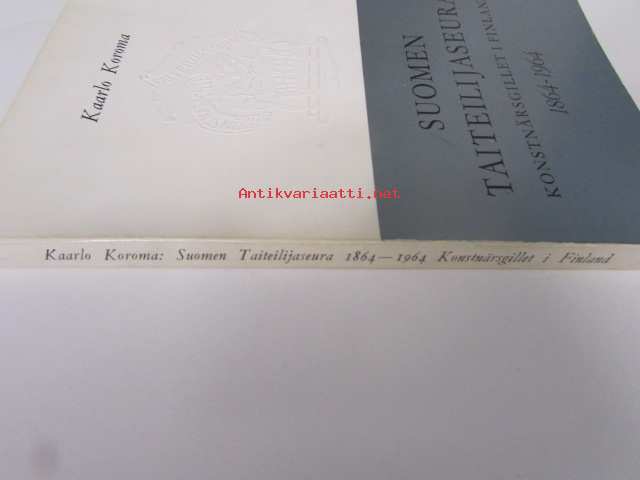 Kaarlo Koroma
SUOMEN
TAITEILIJASEURA
KONSTNÄRSGILLET I FINLAND
1864-1964
Antikvariaatti.net
Kaarlo Koroma: Suomen Taiteilijaseura 1864—1964 Konstnärsgillet i Finland